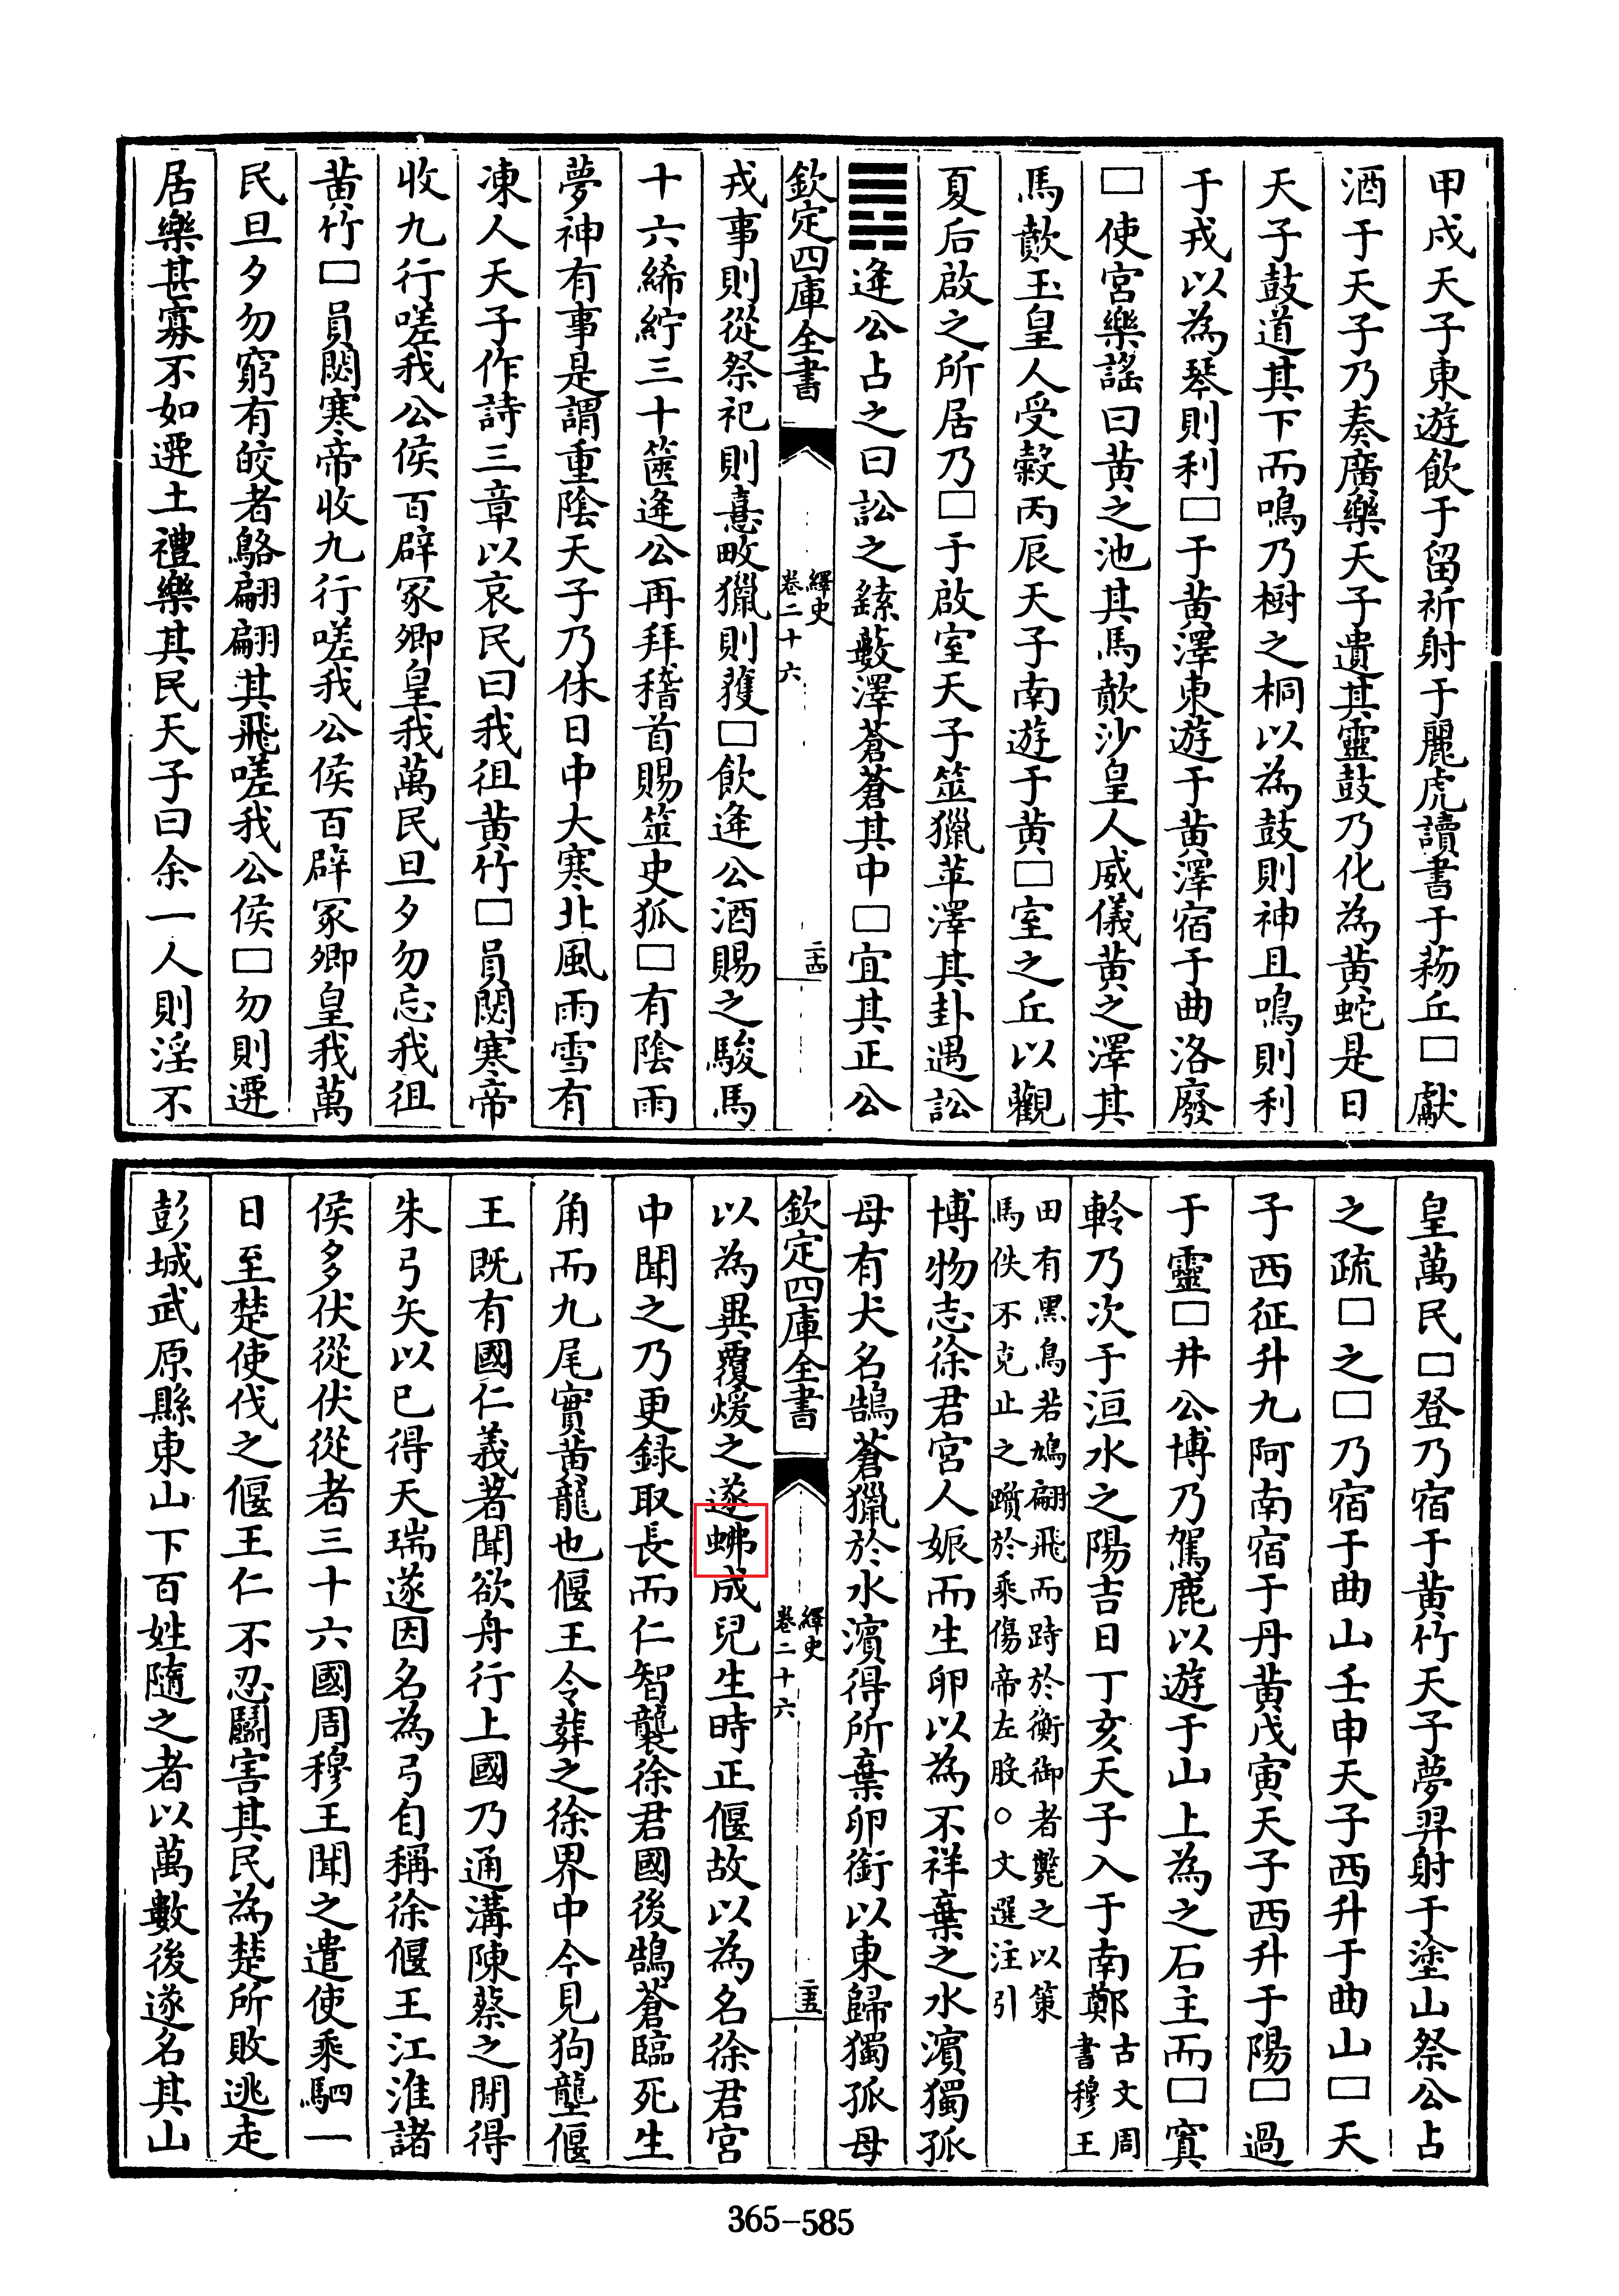 甲戌天子東遊飲于留祈射于麗虎讀書于菞丘□獻
酒于天子乃奏廣樂天子遺其靈鼓乃化為黃蛇是日
天子鼓道其下而鳴乃樹之桐以為鼓則神且鳴則利
于戎以為琴則利□于黃澤東遊于黃澤宿于曲洛廢
□使宮樂謠曰黃之池其馬歕沙皇人威儀黃之澤其
馬歕玉皇人受糓丙辰天子南遊于黃□室之丘以觀
夏后啟之所居乃□于啟室天子筮獵苹澤其卦遇訟
䷅逄公占之曰訟之繇藪澤蒼蒼其中□宜其正公
欽定四庫全書
繹史
卷二十六
二十四
戎事則從祭祀則憙畋獵則獲□飲逄公酒賜之駿馬
十六絺紵三十篋逄公再拜稽首賜筮史狐□有陰雨
夢神有事是謂重陰天子乃休日中大寒北風雨雪有
凍人天子作詩三章以哀民曰我徂黃竹□員閟寒帝
收九行嗟我公侯百辟冢卿皇我萬民旦夕勿忘我徂
黃竹□員閟寒帝收九行嗟我公侯百辟冢卿皇我萬
民旦夕勿窮有皎者鴼翩翩其飛嗟我公侯□勿則遷
居樂甚寡不如遷土禮樂其民天子曰余一人則淫不
皇萬民□登乃宿于黃竹天子夢羿射于塗山祭公占
之疏□之□乃宿于曲山壬申天子西升于曲山□天
子西征升九阿南宿于丹黃戊寅天子西升于陽□過
于靈□井公博乃駕鹿以遊于山上為之石主而□窴
軨乃次于洹水之陽吉日丁亥天子入于南鄭古文周
書穆王
田有黑鳥若鳩翩飛而跱於衡御者斃之以策
馬佚不克止之躓於乘傷帝左股○文選注引
博物志徐君宮人娠而生卵以為不祥棄之水濱獨孤
母有犬名鵠蒼獵於水濱得所棄卵銜以東歸獨孤母
欽定四庫全書
繹史
卷二十六
二十五
以為異覆煖之遂䘠成兒生時正偃故以為名徐君宮
中聞之乃更録取長而仁智襲徐君國後鵠蒼臨死生
角而九尾實黃龍也偃王令葬之徐界中今見狗壟偃
王既有國仁義著聞欲舟行上國乃通溝陳蔡之閒得
朱弓矢以已得天瑞遂因名為弓自稱徐偃王江淮諸
侯多伏從伏從者三十六國周穆王聞之遣使乘駟一
日至楚使伐之偃王仁不忍鬭害其民為楚所敗逃走
彭城武原縣東山下百姓隨之者以萬數後遂名其山
365-585